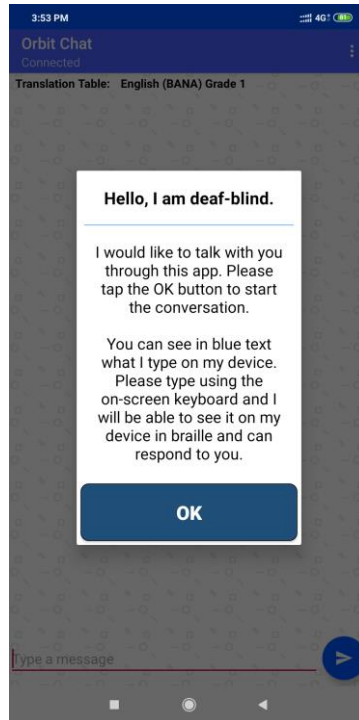 3:53 PM
4G
Orbit Chat
Connected
Translation Table: English (BANA) Grade 1
Hello, I am deaf-blind.
I would like to talk with you
through this app. Please
tap the OK button to start
the conversation.
You can see in blue text
what I type on my device.
Please type using the
on-screen keyboard and I
will be able to see it on my
device in braille and can
respond to you.
OK
Type a message